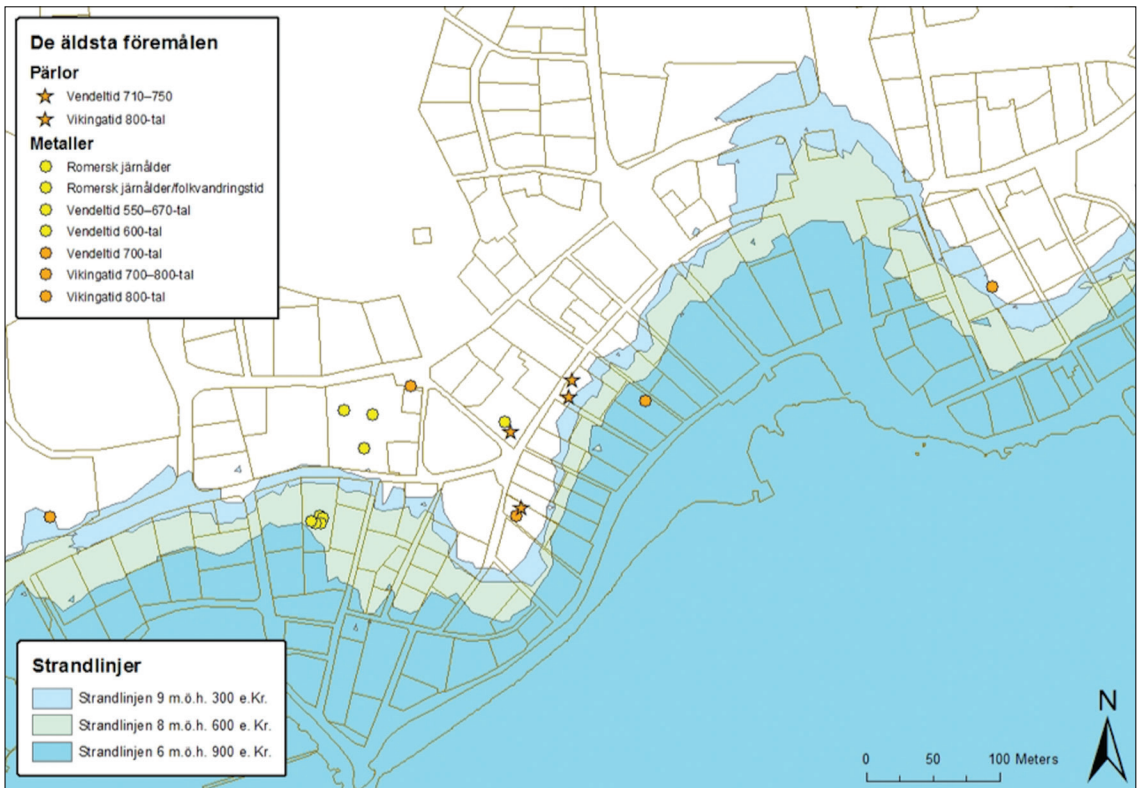 De äldsta föremålen
Pärlor
Vendeltid 710–750
Vikingatid 800-tal
Metaller
Romersk järnålder
Romersk järnålder/folkvandringstid
Vendeltid 550–670-tal
Vendeltid 600-tal
Vendeltid 700-tal
Vikingatid 700–800-tal
Vikingatid 800-tal
Strandlinjer
Strandlinjen 9 m.ö.h. 300 e.Kr.
Strandlinjen 8 m.ö.h. 600 e. Kr.
Strandlinjen 6 m.ö.h. 900 e. Kr.
N
0 50 100 Meters